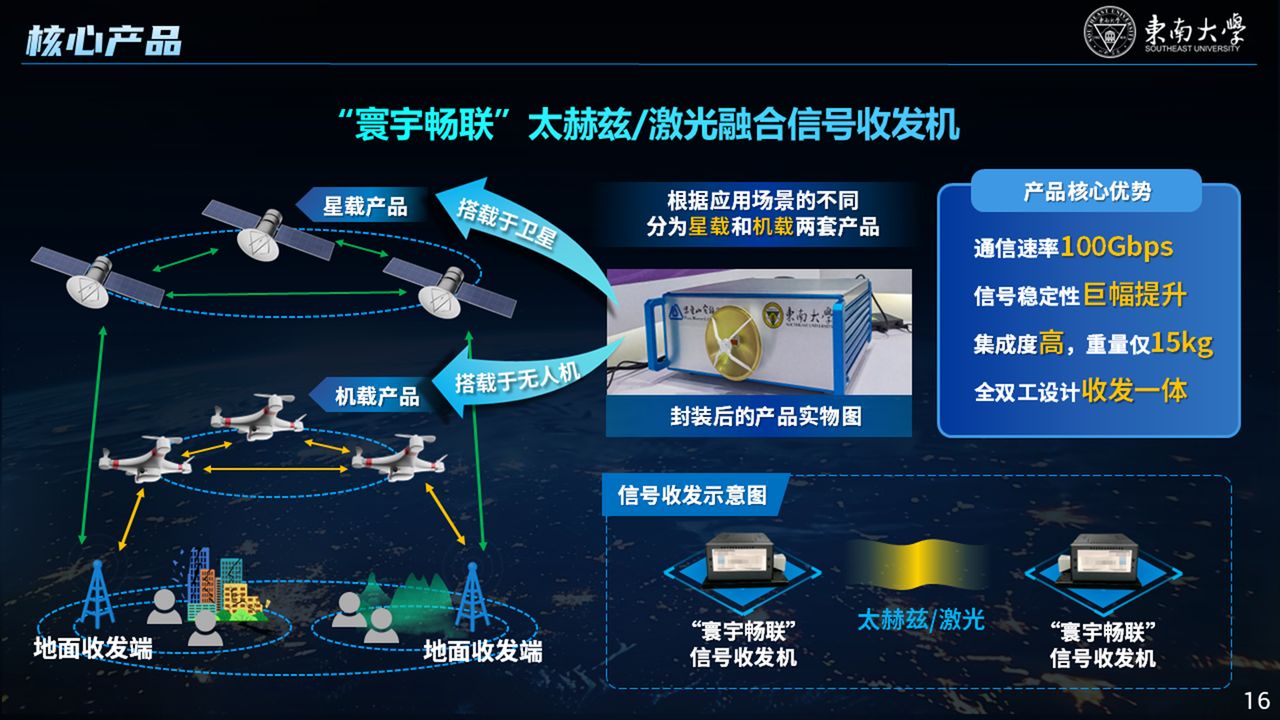 核心产品
東南大學
SOUTHEAST UNIVERSITY
“寰宇畅联”太赫兹/激光融合信号收发机
星载产品
搭载于卫星
根据应用场景的不同
分为星载和机载两套产品
产品核心优势
通信速率100Gbps
信号稳定性巨幅提升
集成度高，重量仅15kg
全双工设计收发一体
東南大學
机载产品
搭载于无人机
封装后的产品实物图
信号收发示意图
太赫兹/激光
“寰宇畅联”
信号收发机
“寰宇畅联”
信号收发机
地面收发端
地面收发端
16